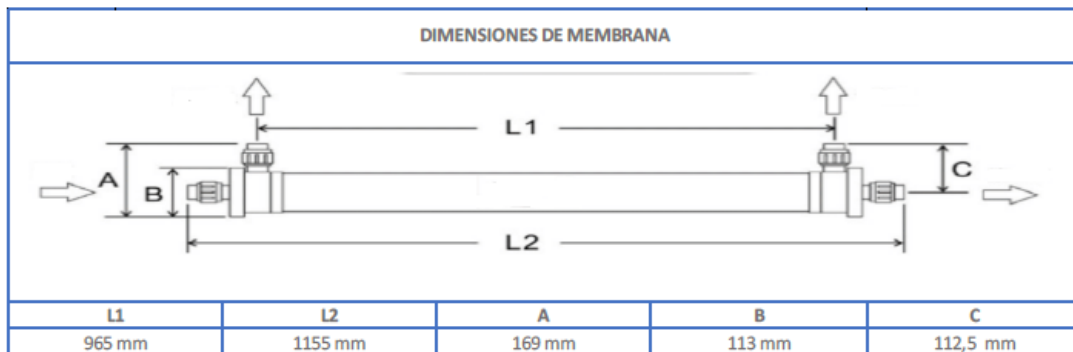 DIMENSIONES DE MEMBRANA
L1
A
B
C
L2
L1 L2 A B C
965 mm 1155 mm 169 mm 113 mm 112,5 mm